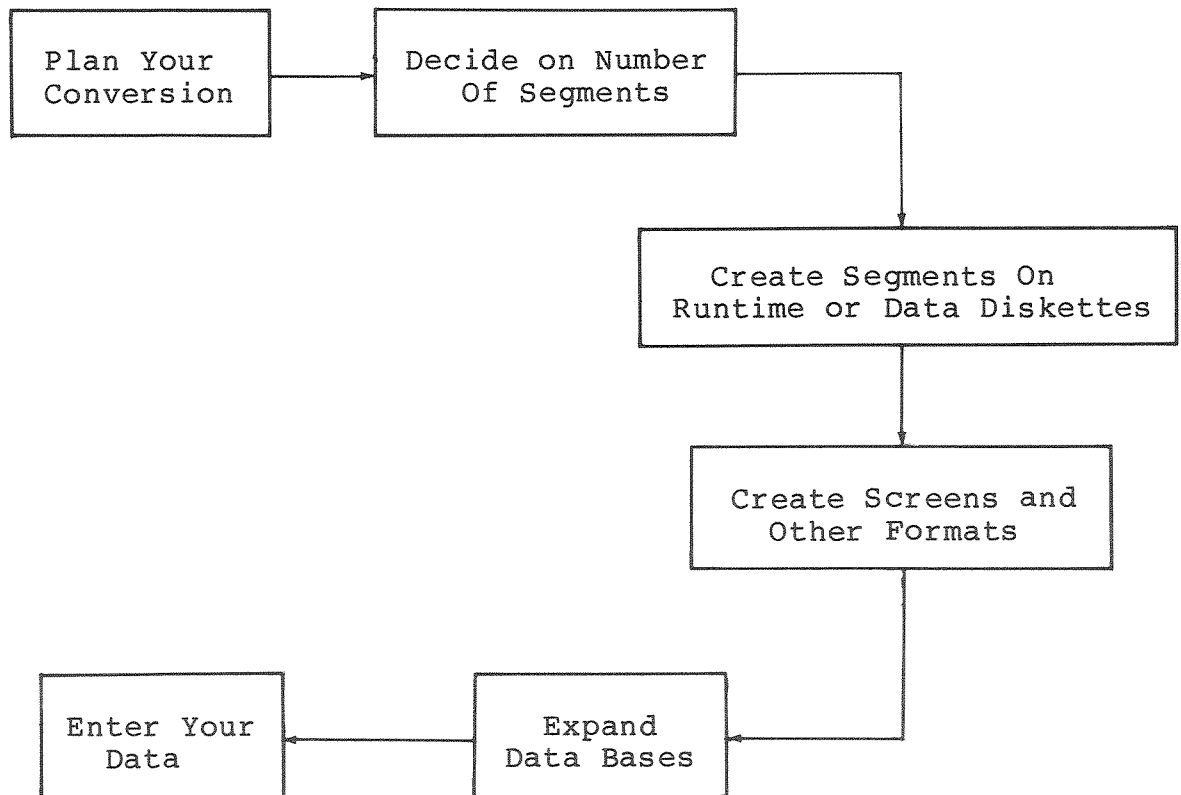 Plan Your
Conversion
Decide on Number
Of Segments
Create Segments On
Runtime or Data Diskettes
Create Screens and
Other Formats
Expand
Data Bases
Enter Your
Data